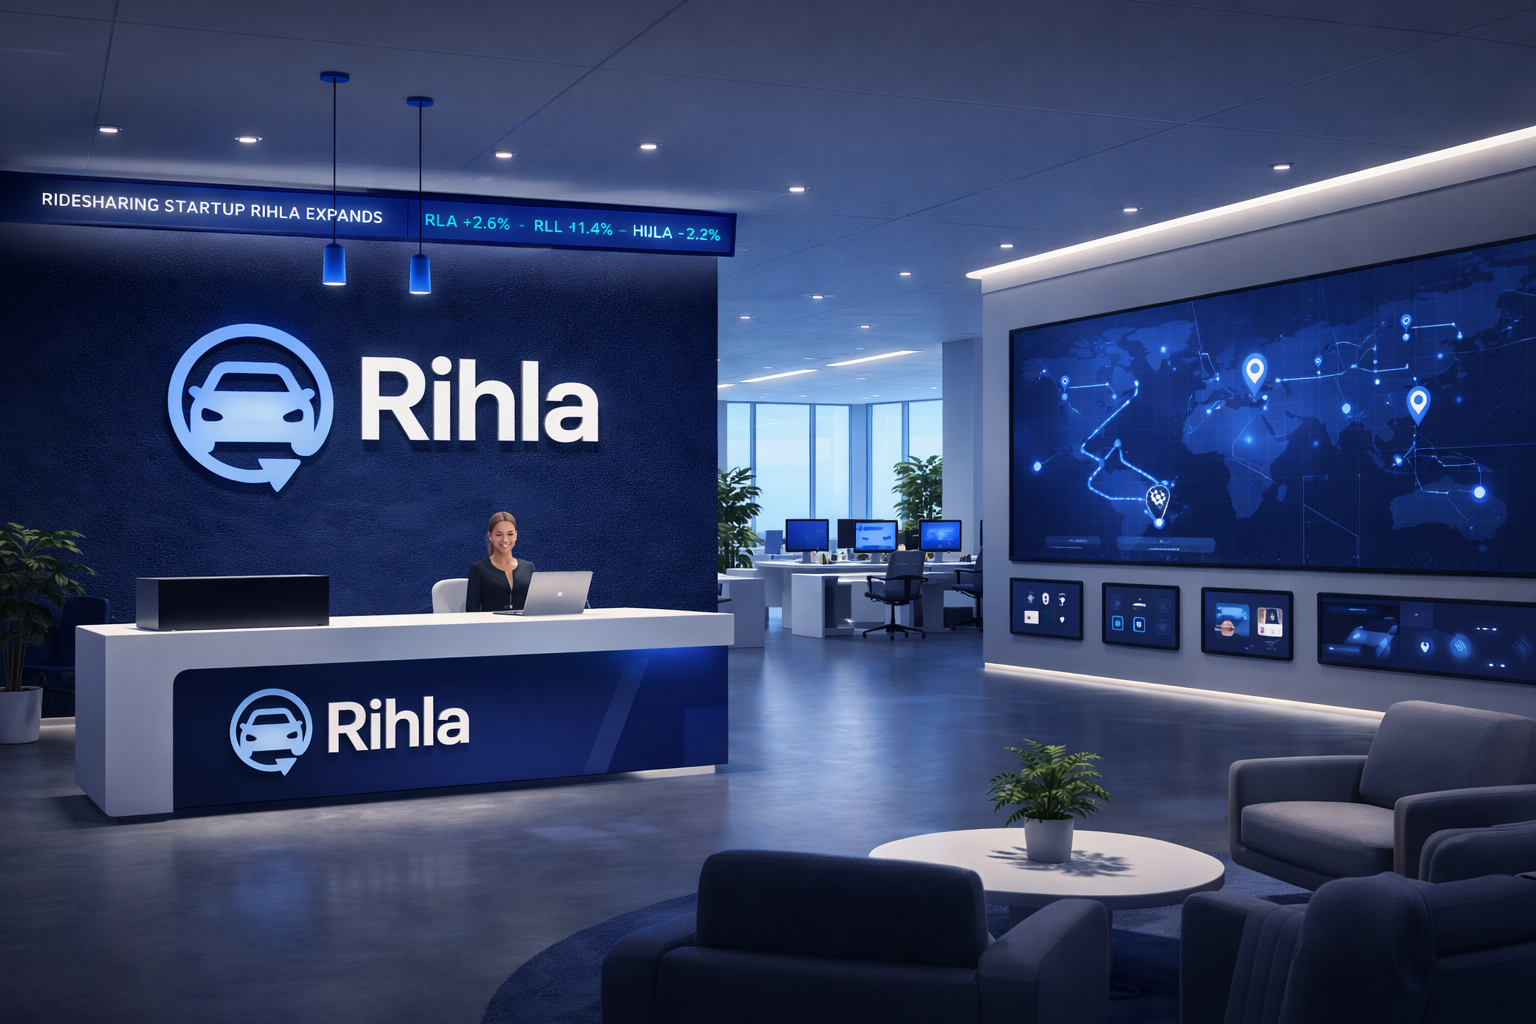 RIDESHARING STARTUP RIHLA EXPANDS
RLA +2.6% - RLL +1.4% - HIJLA -2.2%
Rihla
Rihla